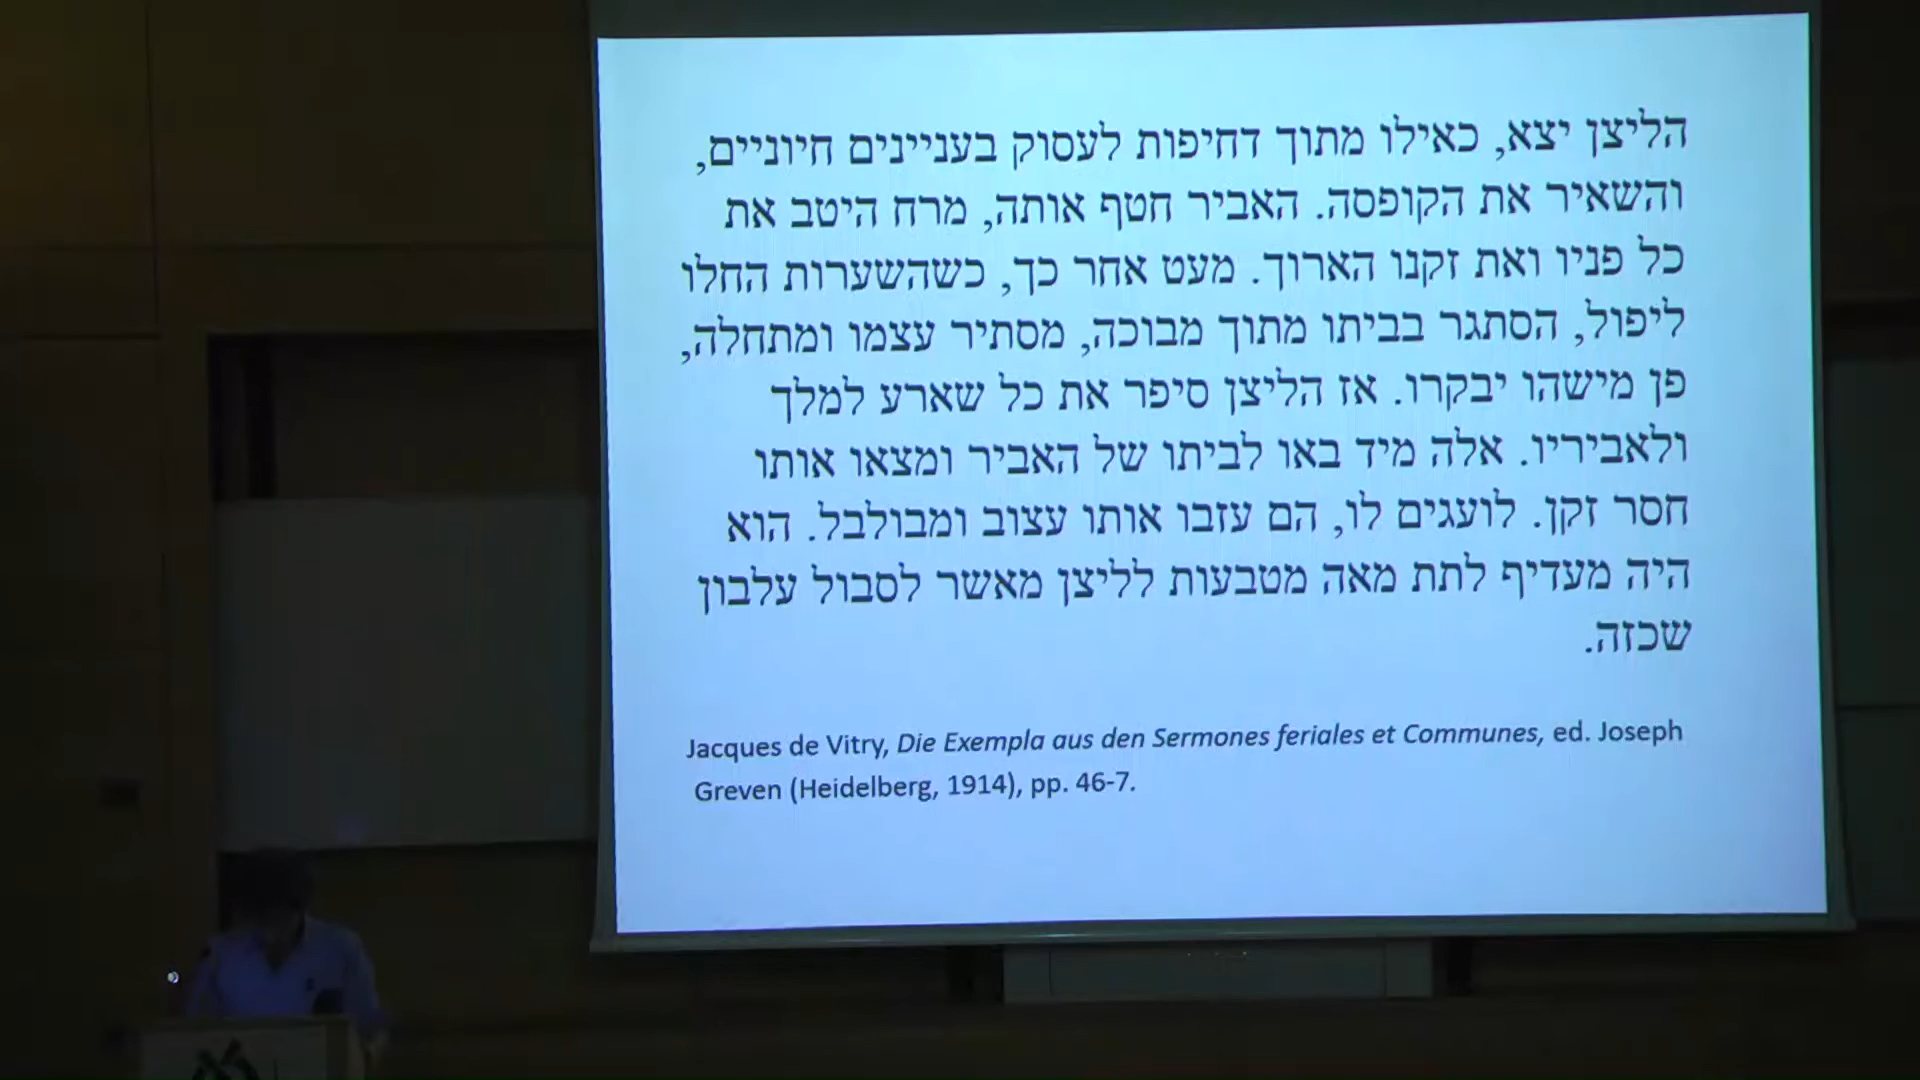 הליצן יצא, כאילו מתוך דחיפות לעסוק בעניינים חיוניים,
והשאיר את הקופסה. האביר חטף אותה, מרח היטב את
כל פניו ואת זקנו הארוך. מעט אחר כך, כשהשערות החלו
ליפול, הסתגר בביתו מתוך מבוכה, מסתיר עצמו ומתחלה,
פן מישהו יבקרו. אז הליצן סיפר את כל שארע למלך
ולאביריו. אלה מיד באו לביתו של האביר ומצאו אותו
חסר זקן. לועגים לו, הם עזבו אותו עצוב ומבולבל. הוא
היה מעדיף לתת מאה מטבעות לליצן מאשר לסבול עלבון
שכזה.
Jacques de Vitry, Die Exempla aus den Sermones feriales et Communes, ed. Joseph
Greven (Heidelberg, 1914), pp. 46-7.